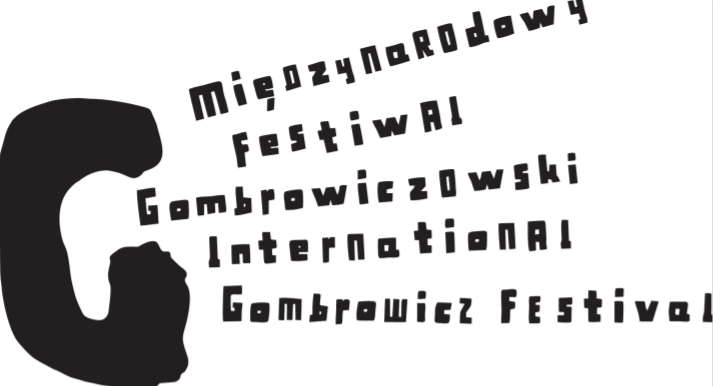 MiędzynaRodowy
FestiwAl
Gombrowiczowski
InternationAl
Gombrowicz FEstival